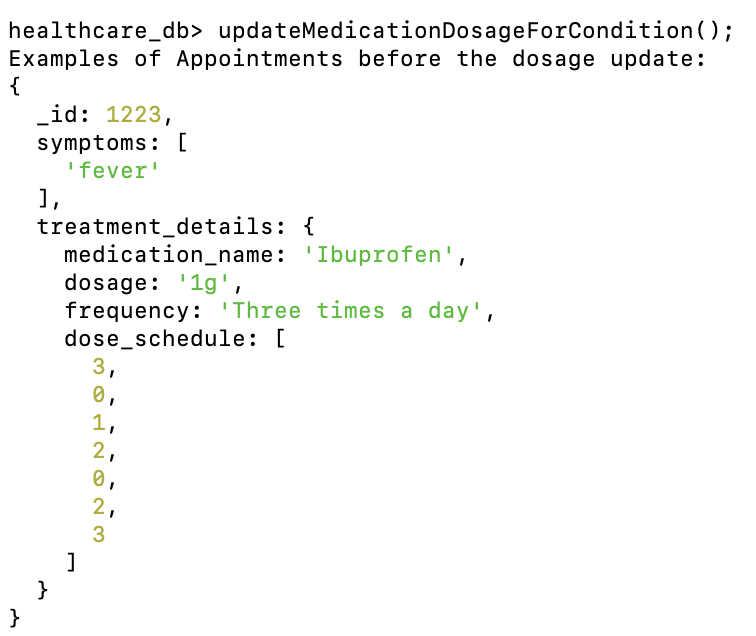 healthcare_db> updateMedicationDosageForCondition();
Examples of Appointments before the dosage update:
{
  _id: 1223,
  symptoms: [
    'fever'
  ],
  treatment_details: {
    medication_name: 'Ibuprofen',
    dosage: '1g',
    frequency: 'Three times a day',
    dose_schedule: [
      3,
      0,
      1,
      2,
      0,
      2,
      3
    ]
  }
}